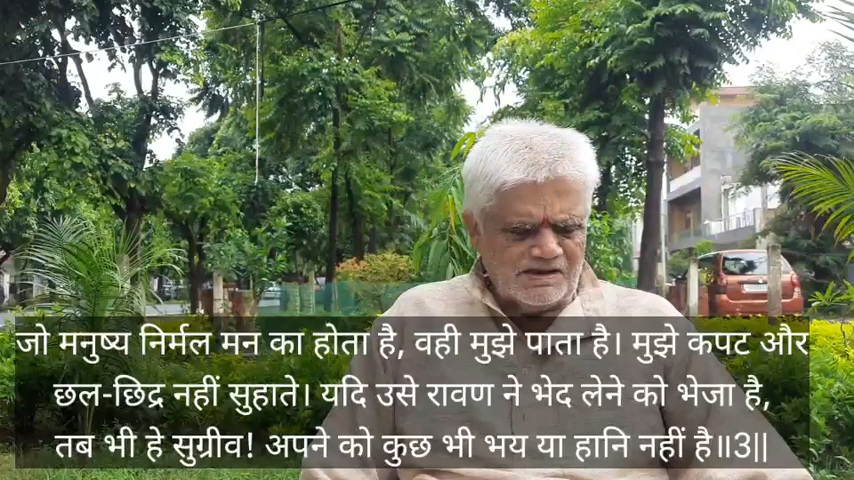 जो मनुष्य निर्मल मन का होता है, वही मुझे पाता है। मुझे कपट और
छल-छिद्र नहीं सुहाते। यदि उसे रावण ने भेद लेने को भेजा है,
तब भी हे सुग्रीव! अपने को कुछ भी भय या हानि नहीं है॥3||